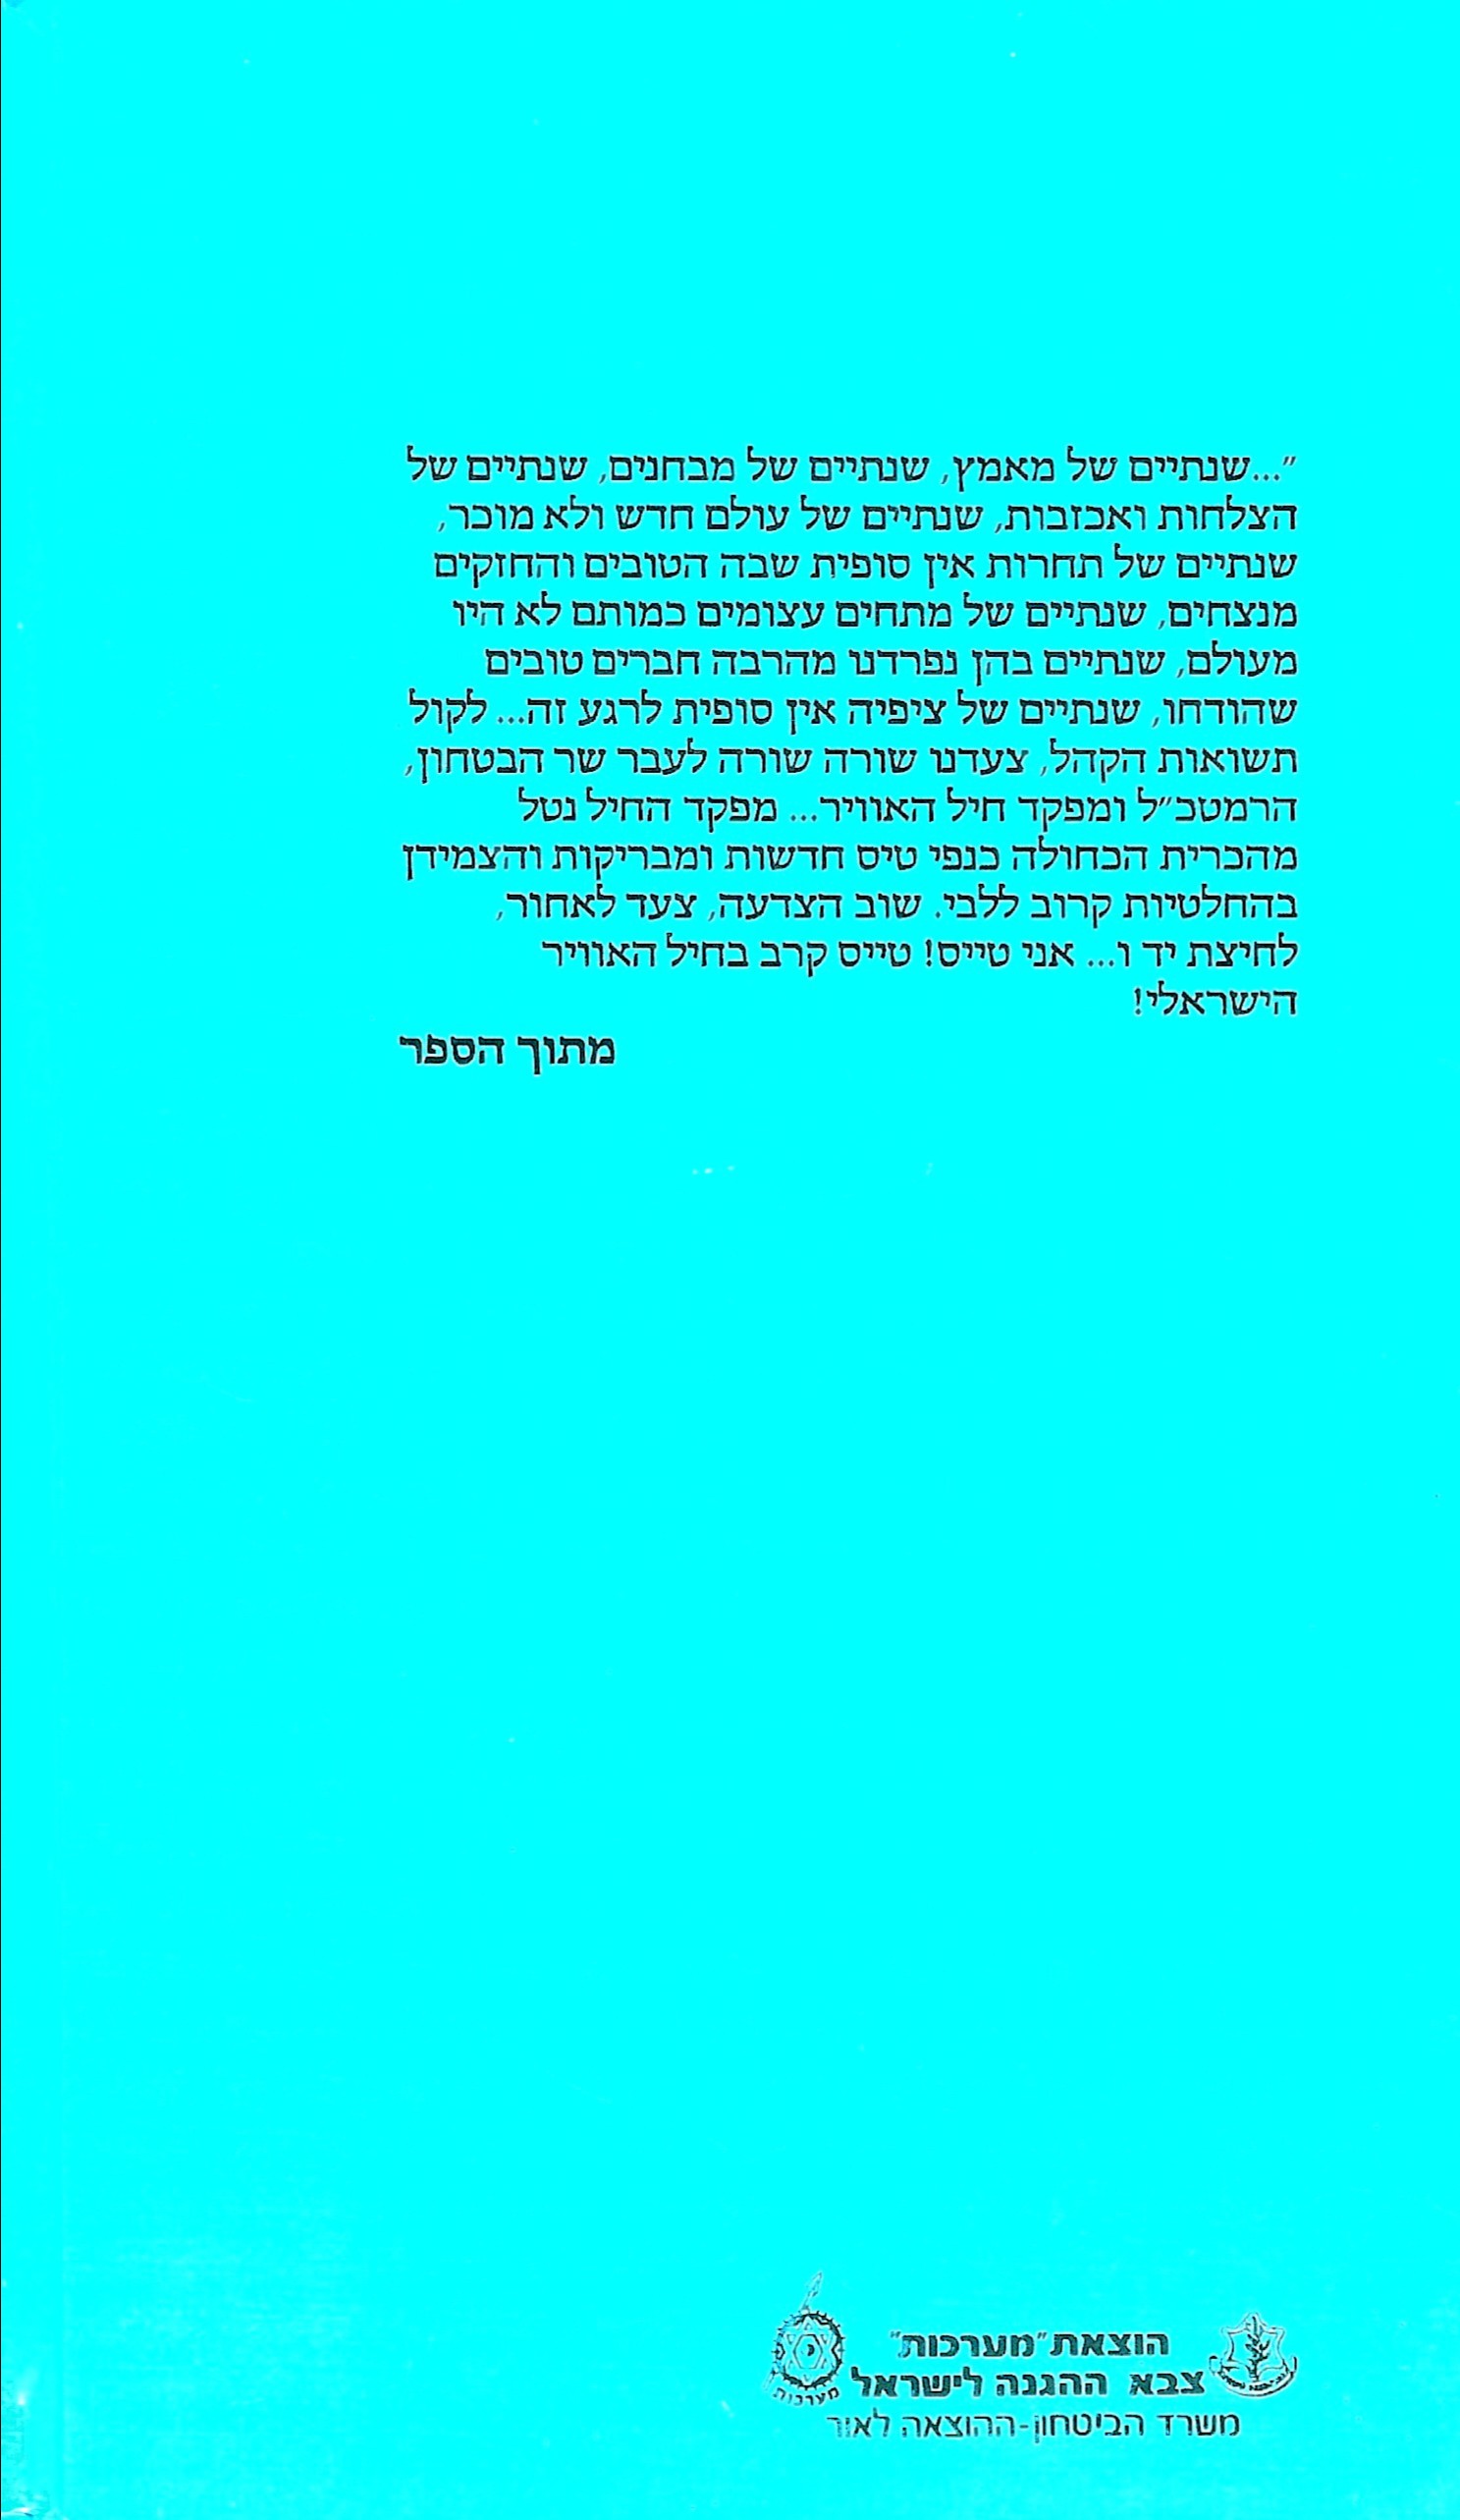 "...שנתיים של מאמץ, שנתיים של מבחנים, שנתיים של
הצלחות ואכזבות, שנתיים של עולם חדש ולא מוכר,
שנתיים של תחרות אין סופית שבה הטובים והחזקים
מנצחים, שנתיים של מתחים עצומים כמותם לא היו
מעולם, שנתיים בהן נפרדנו מהרבה חברים טובים
שהודחו, שנתיים של ציפיה אין סופית לרגע זה... לקול
תשואות הקהל, צעדנו שורה שורה לעבר שר הבטחון,
הרמטכ"ל ומפקד חיל האוויר... מפקד החיל נטל
מהכרית הכחולה כנפי טיס חדשות ומבריקות והצמידן
בהחלטיות קרוב ללבי. שוב הצדעה, צעד לאחור,
לחיצת יד ו... אני טייס! טייס קרב בחיל האוויר
הישראלי!
מתוך הספר
הוצאת "מערכות"
צבא ההגנה לישראל
משרד הביטחון-ההוצאה לאור
מערכות